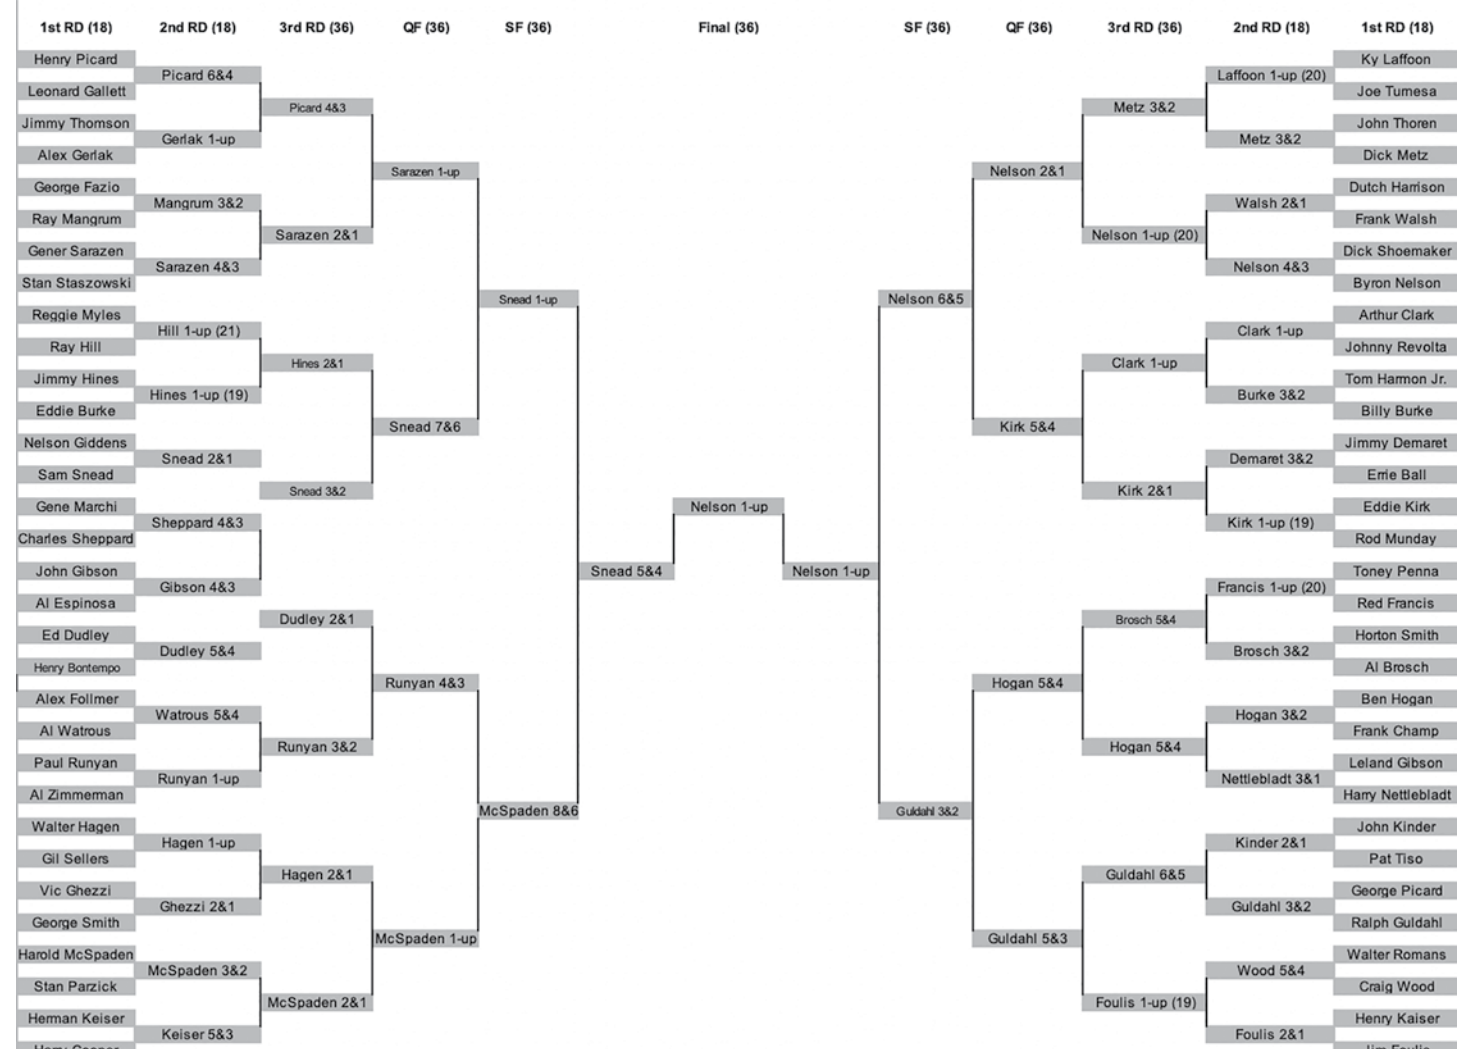 1st RD (18) 2nd RD (18) 3rd RD (36) QF (36) SF (36) Final (36) SF (36) QF (36) 3rd RD (36) 2nd RD (18) 1st RD (18)
Henry Picard Ky Laffoon
Picard 6&4 Laffoon 1-up (20)
Leonard Gallett Joe Turnesa
Picard 4&3 Metz 3&2
Jimmy Thomson John Thoren
Gerlak 1-up Metz 3&2
Alex Gerlak Dick Metz
Sarazen 1-up Nelson 2&1
George Fazio Dutch Harrison
Mangrum 3&2 Walsh 2&1
Ray Mangrum Frank Walsh
Sarazen 2&1 Nelson 1-up (20)
Gener Sarazen Dick Shoemaker
Sarazen 4&3 Nelson 4&3
Stan Staszowski Byron Nelson
Snead 1-up Nelson 6&5
Reggie Myles Arthur Clark
Hill 1-up (21) Clark 1-up
Ray Hill Johnny Revolta
Hines 2&1 Clark 1-up
Jimmy Hines Tom Harmon Jr.
Hines 1-up (19) Burke 3&2
Eddie Burke Billy Burke
Snead 7&6 Kirk 5&4
Nelson Giddens Jimmy Demaret
Snead 2&1 Demaret 3&2
Sam Snead Errie Ball
Snead 3&2 Kirk 2&1
Gene Marchi Nelson 1-up Eddie Kirk
Sheppard 4&3 Kirk 1-up (19)
Charles Sheppard Rod Munday
John Gibson Snead 5&4 Nelson 1-up Toney Penna
Gibson 4&3 Francis 1-up (20)
Al Espinosa Red Francis
Dudley 2&1 Brosch 5&4
Ed Dudley Horton Smith
Dudley 5&4 Brosch 3&2
Henry Bontempo Al Brosch
Runyan 4&3 Hogan 5&4
Alex Follmer Ben Hogan
Watrous 5&4 Hogan 3&2
Al Watrous Frank Champ
Runyan 3&2 Hogan 5&4
Paul Runyan Leland Gibson
Runyan 1-up Nettlebladt 3&1
Al Zimmerman Harry Nettlebladt
McSpaden 8&6 Guldahl 3&2
Walter Hagen John Kinder
Hagen 1-up Kinder 2&1
Gil Sellers Pat Tiso
Hagen 2&1 Guldahl 6&5
Vic Ghezzi George Picard
Ghezzi 2&1 Guldahl 3&2
George Smith Ralph Guldahl
McSpaden 1-up Guldahl 5&3
Harold McSpaden Walter Romans
McSpaden 3&2 Wood 5&4
Stan Parzick Craig Wood
McSpaden 2&1 Foulis 1-up (19)
Herman Keiser Henry Kaiser
Keiser 5&3 Foulis 2&1